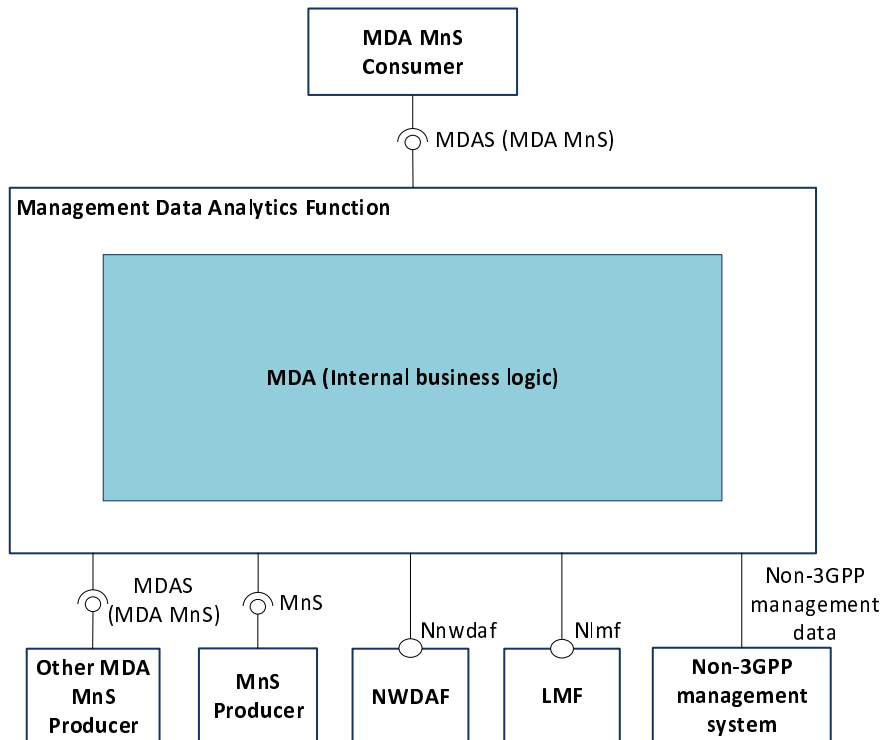 MDA MnS
Consumer
MDAS (MDA MnS)
Management Data Analytics Function
MDA (Internal business logic)
MDAS
(MDA MnS)
MnS
Nnwdaf
Nlmf
Non-3GPP
management
data
Other MDA
MnS
Producer
MnS
Producer
NWDAF
LMF
Non-3GPP
management
system